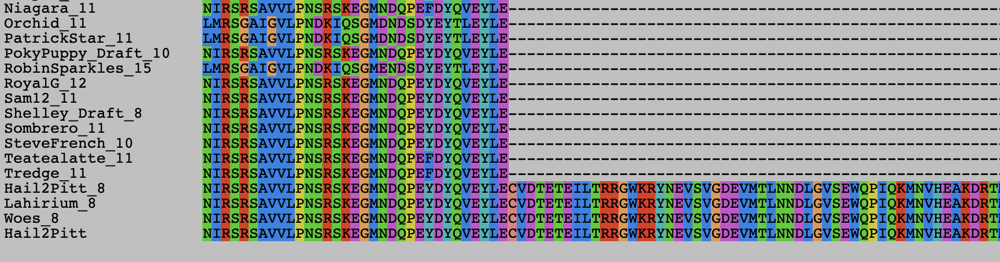 Niagara_11 NIRSRSAVVLPNSRSKEGMNDQPEFDYQVEYLE------------------------------------------------------
Orchid_11 LMRSGAIGVLPNDKIQSGMDNDSDYEYTLEYLE------------------------------------------------------
PatrickStar_11 LMRSGAIGVLPNDKIQSGMDNDSDYEYTLEYLE------------------------------------------------------
PokyPuppy_Draft_10 NIRSRSAVVLPNSRSKEGMNDQPEYDYQVEYLE------------------------------------------------------
RobinSparkles_15 LMRSGAIGVLPNDKIQSGMENDSDYEYTLEYLE------------------------------------------------------
RoyalG_12 NIRSRSAVVLPNSRSKEGMNDQPEYDYQVEYLE------------------------------------------------------
Sam12_11 NIRSRSAVVLPNSRSKEGMNDQPEYDYQVEYLE------------------------------------------------------
Shelley_Draft_8 NIRSRSAVVLPNSRSKEGMNDQPEYDYQVEYLE------------------------------------------------------
Sombrero_11 NIRSRSAVVLPNSRSKEGMNDQPEYDYQVEYLE------------------------------------------------------
SteveFrench_10 NIRSRSAVVLPNSRSKEGMNDQPEYDYQVEYLE------------------------------------------------------
Teatealatte_11 NIRSRSAVVLPNSRSKEGMNDQPEFDYQVEYLE------------------------------------------------------
Tredge_11 NIRSRSAVVLPNSRSKEGMNDQPEFDYQVEYLE------------------------------------------------------
Hail2Pitt_8 NIRSRSAVVLPNSRSKEGMNDQPEYDYQVEYLECVDTETEILTRRGWKRYNEVSVGDEVMTLNNDLGVSEWQPIQKMNVHEAKDRT
Lahirium_8 NIRSRSAVVLPNSRSKEGMNDQPEYDYQVEYLECVDTETEILTRRGWKRYNEVSVGDEVMTLNNDLGVSEWQPIQKMNVHEAKDRT
Woes_8 NIRSRSAVVLPNSRSKEGMNDQPEYDYQVEYLECVDTETEILTRRGWKRYNEVSVGDEVMTLNNDLGVSEWQPIQKMNVHEAKDRT
Hail2Pitt NIRSRSAVVLPNSRSKEGMNDQPEYDYQVEYLECVDTETEILTRRGWKRYNEVSVGDEVMTLNNDLGVSEWQPIQKMNVHEAKDRT